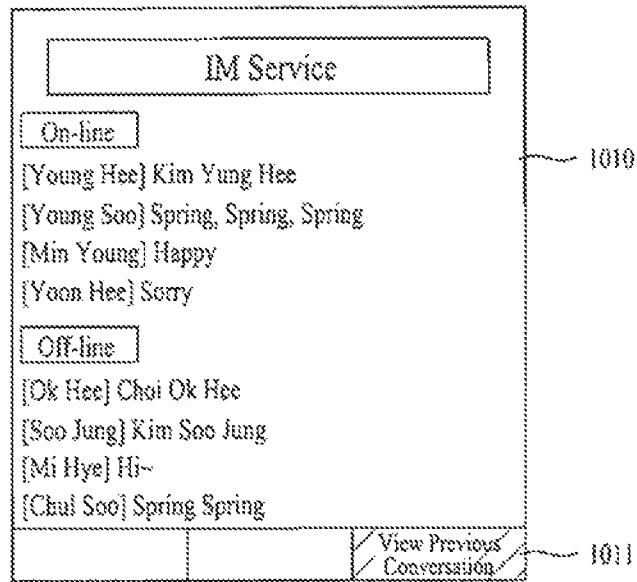 IM Service
On-line
[Young Hee] Kim Yung Hee
[Young Soo] Spring, Spring, Spring
[Min Young] Happy
[Yoon Hee] Sorry
Off-line
[Ok Hee] Choi Ok Hee
[Soo Jung] Kim Soo Jung
[Mi Hye] Hi~
[Chul Soo] Spring Spring
View Previous
Conversation
1010
1011